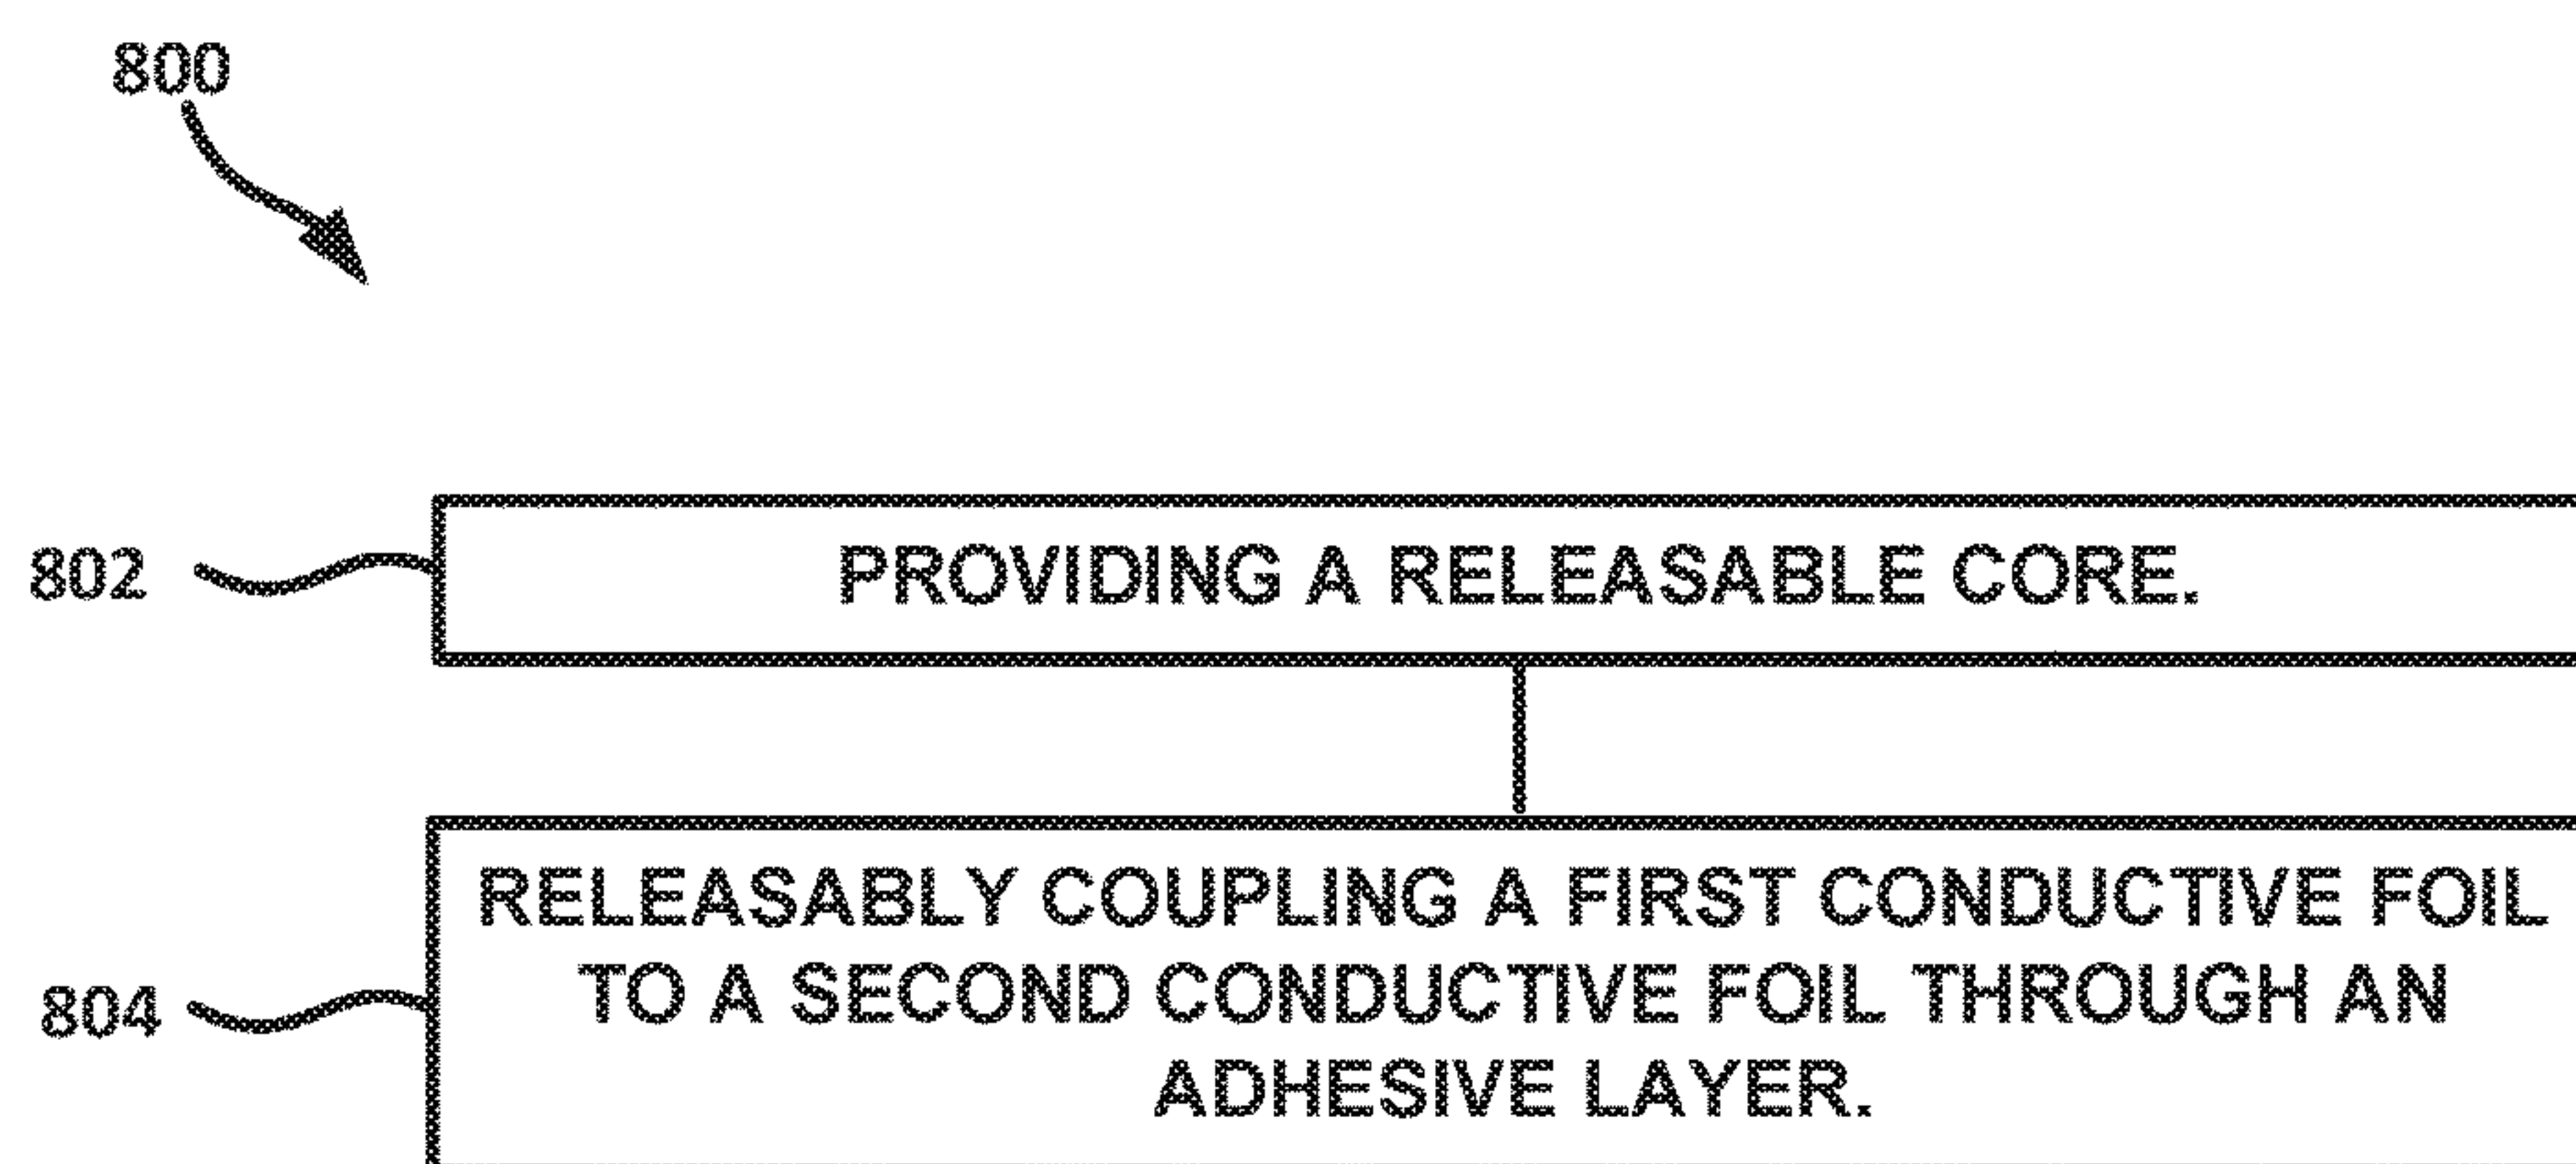 800
802 PROVIDING A RELEASABLE CORE.
RELEASABLY COUPLING A FIRST CONDUCTIVE FOIL
804 TO A SECOND CONDUCTIVE FOIL THROUGH AN
ADHESIVE LAYER.